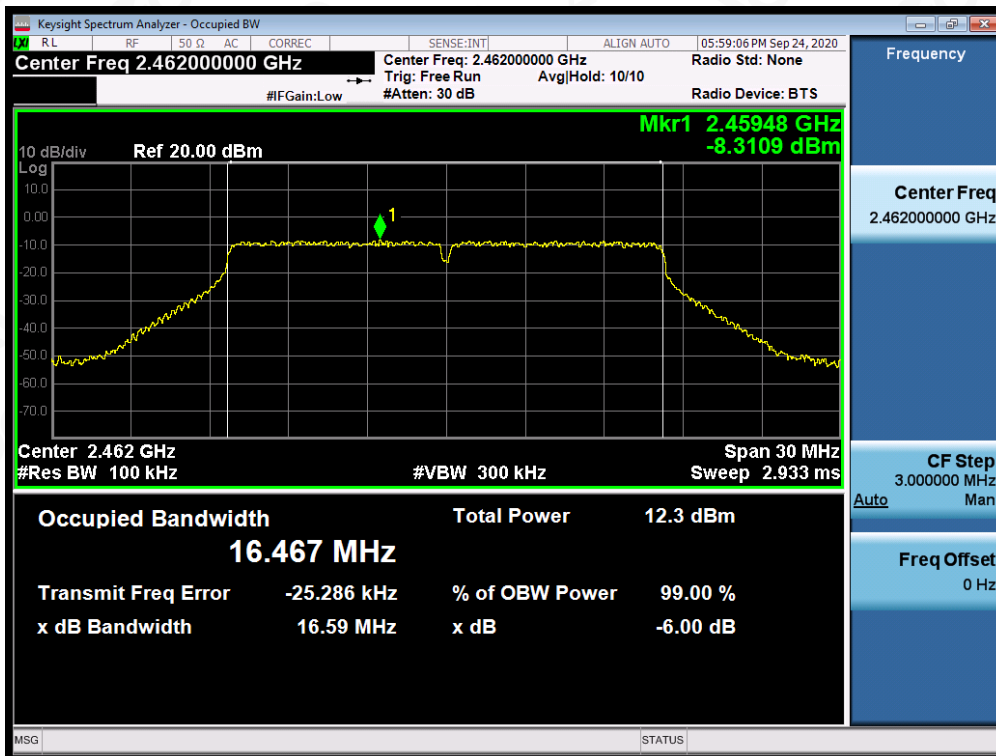 Keysight Spectrum Analyzer - Occupied BW
LXI RL RF 50 Ω AC CORREC SENSE:INT ALIGN AUTO 05:59:06 PM Sep 24, 2020
Center Freq 2.462000000 GHz
Center Freq: 2.462000000 GHz Radio Std: None
Trig: Free Run Avg|Hold: 10/10
#IFGain:Low #Atten: 30 dB Radio Device: BTS
Mkr1 2.45948 GHz
10 dB/div Ref 20.00 dBm -8.3109 dBm
Log
10.0
0.00
1
-10.0
-20.0
-30.0
-40.0
-50.0
-60.0
-70.0
Center 2.462 GHz Span 30 MHz
#Res BW 100 kHz #VBW 300 kHz Sweep 2.933 ms
Occupied Bandwidth Total Power 12.3 dBm
16.467 MHz
Transmit Freq Error -25.286 kHz % of OBW Power 99.00 %
x dB Bandwidth 16.59 MHz x dB -6.00 dB
Frequency
Center Freq
2.462000000 GHz
CF Step
3.000000 MHz
Auto Man
Freq Offset
0 Hz
MSG STATUS